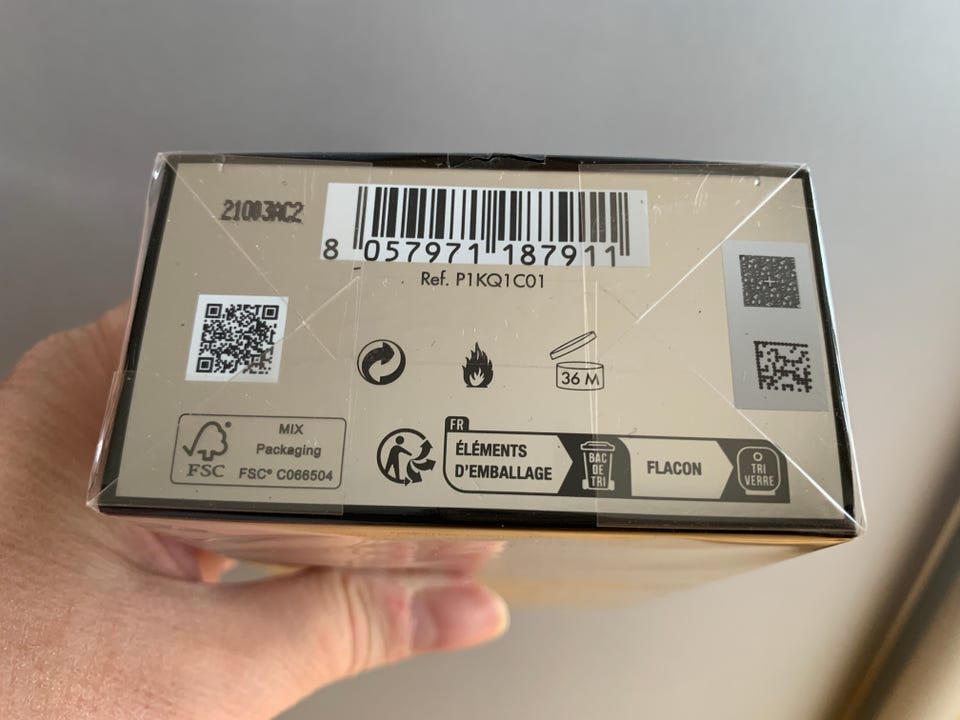 21003AC2
8 057971 187911
Ref. P1KQ1C01
36 M
MIX
Packaging
FSC
FSC® C066504
FR
ÉLÉMENTS
D'EMBALLAGE
BAC
DE
TRI
FLACON
TRI
VERRE